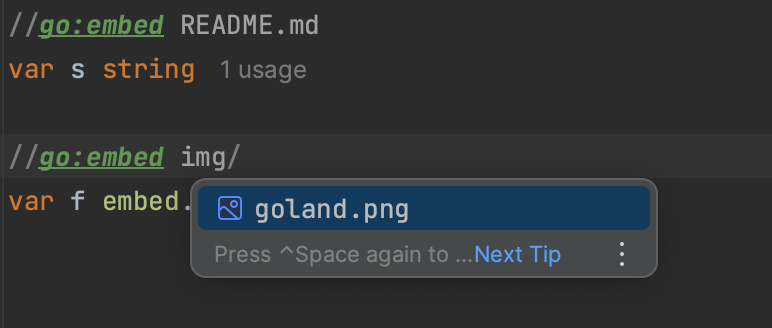 //go:embed README.md
var s string 1 usage
//go:embed img/
var f embed.
goland.png
Press ^Space again to ...Next Tip